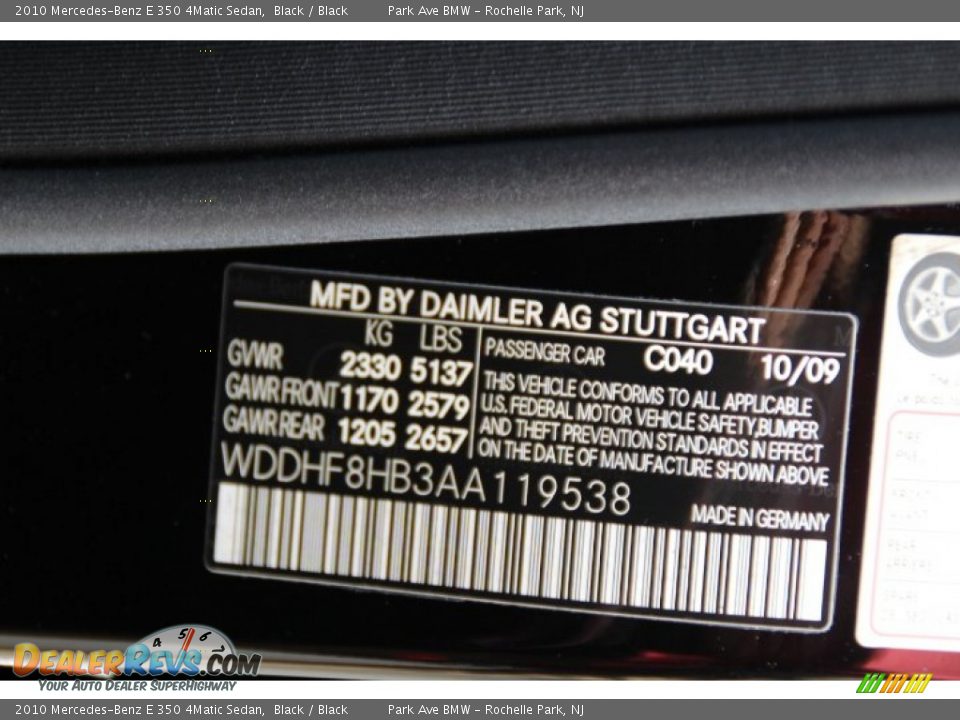 2010 Mercedes-Benz E 350 4Matic Sedan, Black / Black Park Ave BMW - Rochelle Park, NJ
MFD BY DAIMLER AG STUTTGART
KG LBS
GVWR 2330 5137
GAWR FRONT 1170 2579
GAWR REAR 1205 2657
PASSENGER CAR C040 10/09
THIS VEHICLE CONFORMS TO ALL APPLICABLE
U.S. FEDERAL MOTOR VEHICLE SAFETY,BUMPER
AND THEFT PREVENTION STANDARDS IN EFFECT
ON THE DATE OF MANUFACTURE SHOWN ABOVE
WDDHF8HB3AA119538
MADE IN GERMANY
4 5 6
DEALERREVS.COM
YOUR AUTO DEALER SUPERHIGHWAY
2010 Mercedes-Benz E 350 4Matic Sedan, Black / Black Park Ave BMW - Rochelle Park, NJ